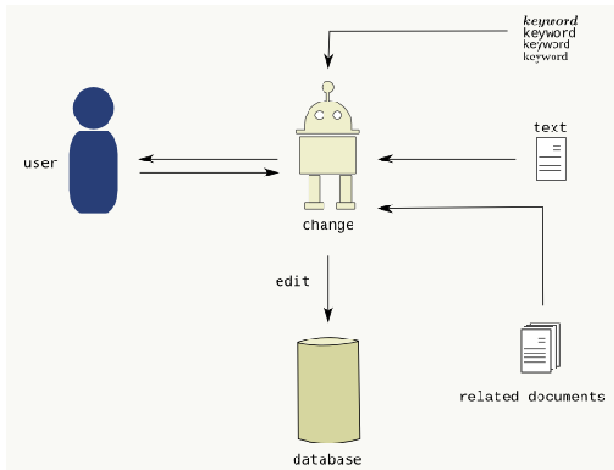 keyword
keyword
keyword
keyword
text
user
change
edit
related documents
database